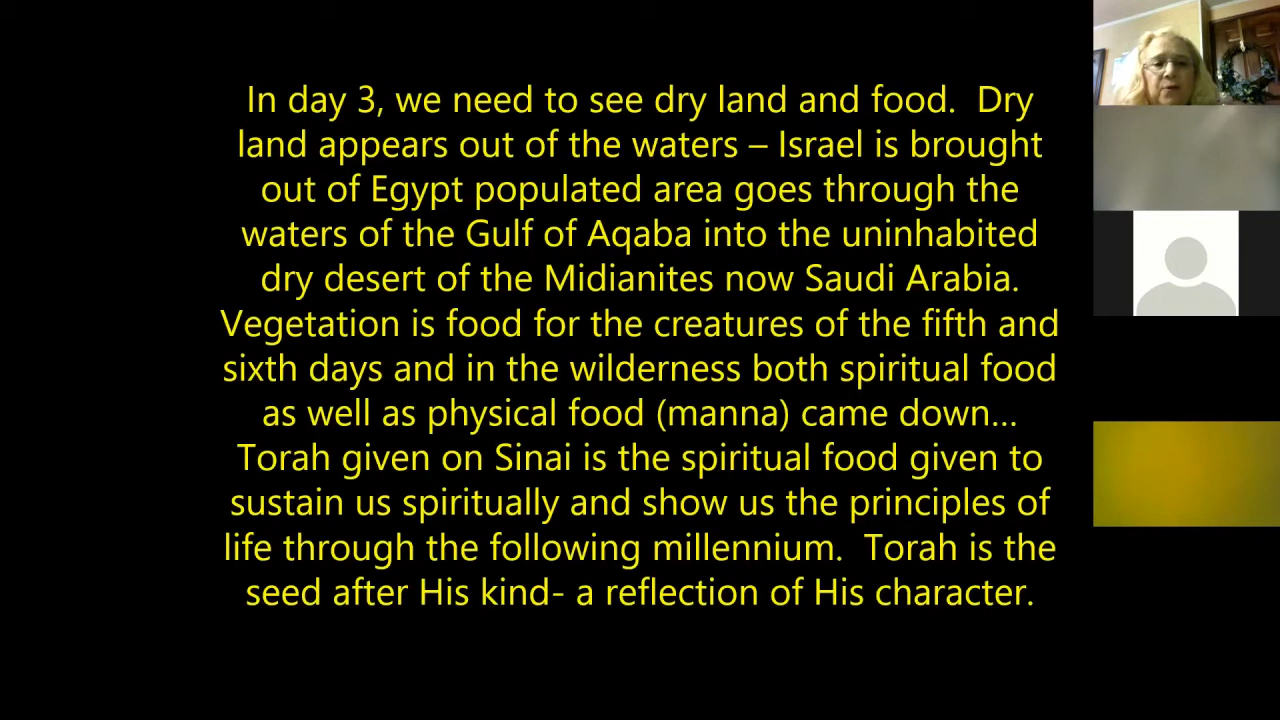 In day 3, we need to see dry land and food.  Dry
land appears out of the waters – Israel is brought
out of Egypt populated area goes through the
waters of the Gulf of Aqaba into the uninhabited
dry desert of the Midianites now Saudi Arabia.
Vegetation is food for the creatures of the fifth and
sixth days and in the wilderness both spiritual food
as well as physical food (manna) came down…
Torah given on Sinai is the spiritual food given to
sustain us spiritually and show us the principles of
life through the following millennium.  Torah is the
seed after His kind- a reflection of His character.